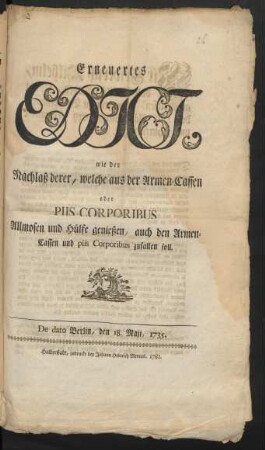 26
Erneuertes
EDICT,
wie der
Nachlaß derer, welche aus der Armen-Cassen
oder
PIIS CORPORIBUS
Allmosen und Hülfe genießen, auch den Armen-
Cassen und piis Corporibus zufallen soll.
De dato Berlin, den 18. Maji, 1735.
Halberstadt, gedruckt bey Johann Heinrich